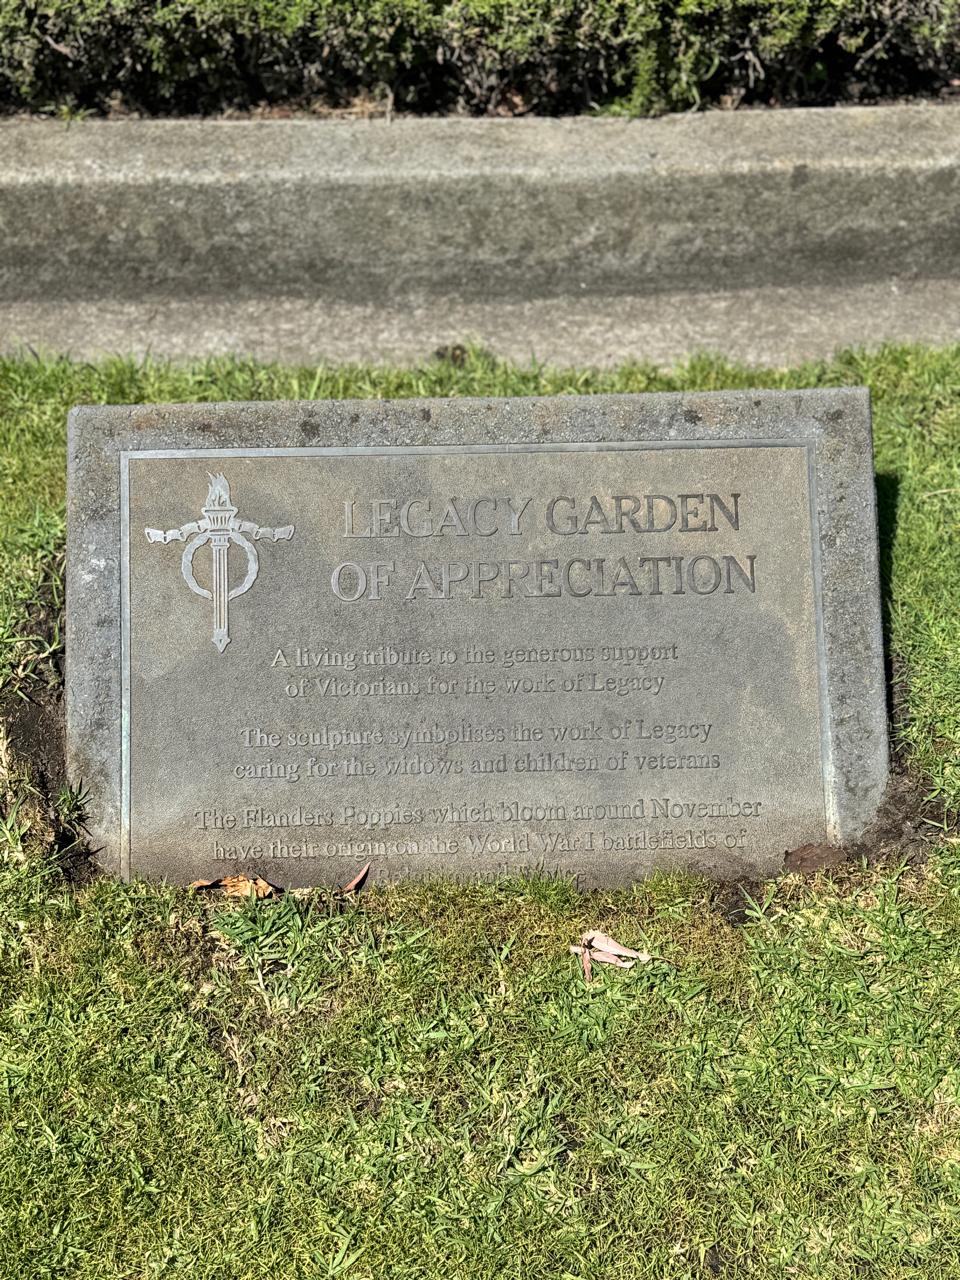 LEGACY GARDEN
OF APPRECIATION
A living tribute to the generous support
of Victorians for the work of Legacy
The sculpture symbolises the work of Legacy
caring for the widows and children of veterans
The Flanders Poppies which bloom around November
have their origin on the World War I battlefields of